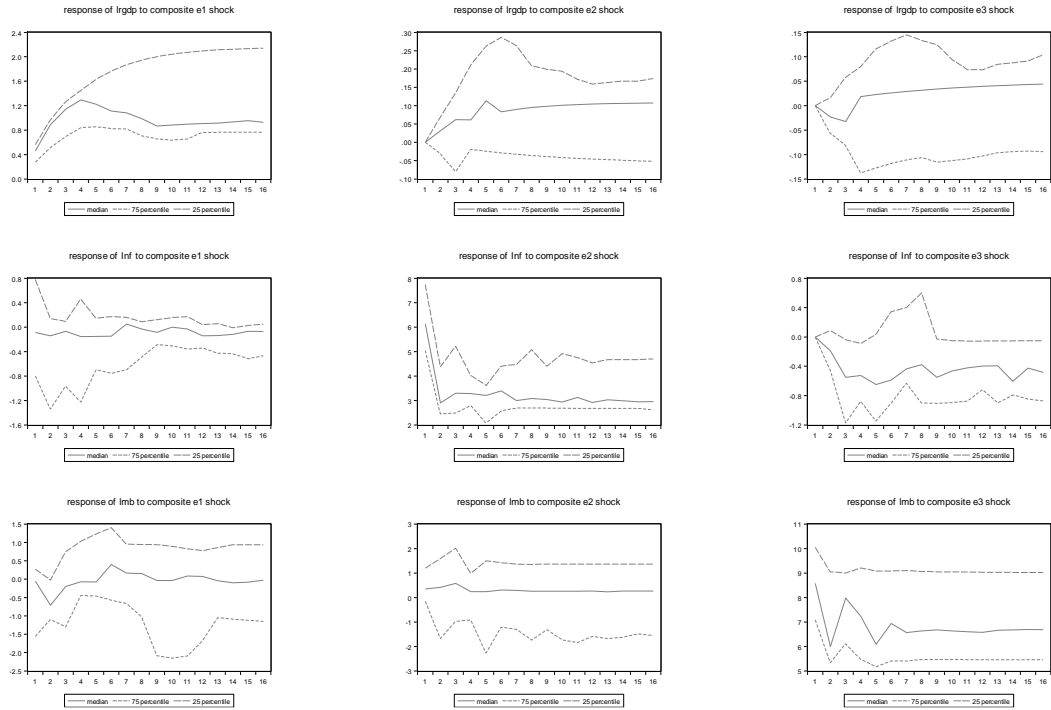 response of lrgdp to composite e1 shock
2.4
2.0
1.6
1.2
0.8
0.4
0.0
1 2 3 4 5 6 7 8 9 10 11 12 13 14 15 16
median 75 percentile 25 percentile
response of lrgdp to composite e2 shock
.30
.25
.20
.15
.10
.05
.00
-.05
-.10
1 2 3 4 5 6 7 8 9 10 11 12 13 14 15 16
median 75 percentile 25 percentile
response of lrgdp to composite e3 shock
.15
.10
.05
.00
-.05
-.10
-.15
1 2 3 4 5 6 7 8 9 10 11 12 13 14 15 16
median 75 percentile 25 percentile
response of Inf to composite e1 shock
0.8
0.4
0.0
-0.4
-0.8
-1.2
-1.6
1 2 3 4 5 6 7 8 9 10 11 12 13 14 15 16
median 75 percentile 25 percentile
response of Inf to composite e2 shock
8
7
6
5
4
3
2
1 2 3 4 5 6 7 8 9 10 11 12 13 14 15 16
median 75 percentile 25 percentile
response of Inf to composite e3 shock
0.8
0.4
0.0
-0.4
-0.8
-1.2
1 2 3 4 5 6 7 8 9 10 11 12 13 14 15 16
median 75 percentile 25 percentile
response of lmb to composite e1 shock
1.5
1.0
0.5
0.0
-0.5
-1.0
-1.5
-2.0
-2.5
1 2 3 4 5 6 7 8 9 10 11 12 13 14 15 16
median 75 percentile 25 percentile
response of lmb to composite e2 shock
3
2
1
0
-1
-2
-3
1 2 3 4 5 6 7 8 9 10 11 12 13 14 15 16
median 75 percentile 25 percentile
response of lmb to composite e3 shock
11
10
9
8
7
6
5
1 2 3 4 5 6 7 8 9 10 11 12 13 14 15 16
median 75 percentile 25 percentile